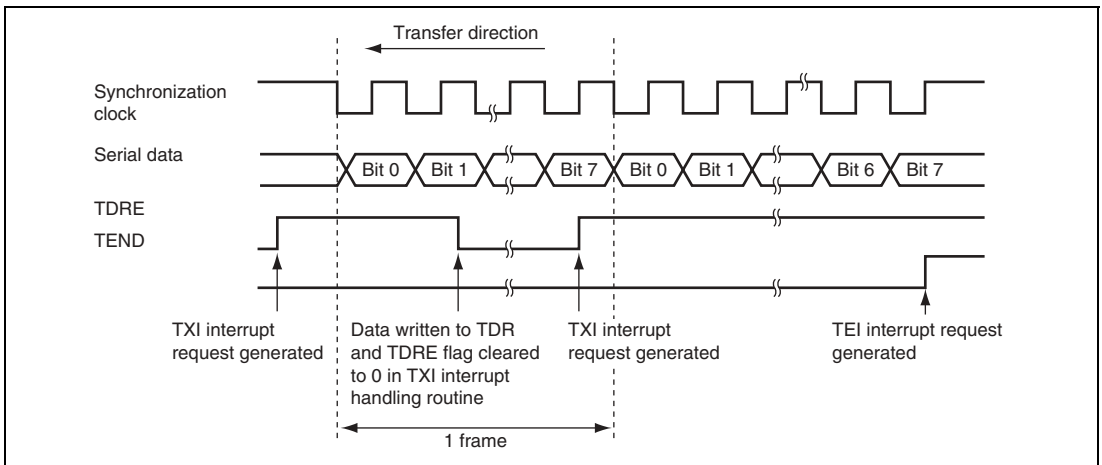 Transfer direction
Synchronization
clock
Serial data
Bit 0
Bit 1
Bit 7
Bit 0
Bit 1
Bit 6
Bit 7
TDRE
TEND
TXI interrupt
request generated
Data written to TDR
and TDRE flag cleared
to 0 in TXI interrupt
handling routine
TXI interrupt
request generated
TEI interrupt request
generated
1 frame